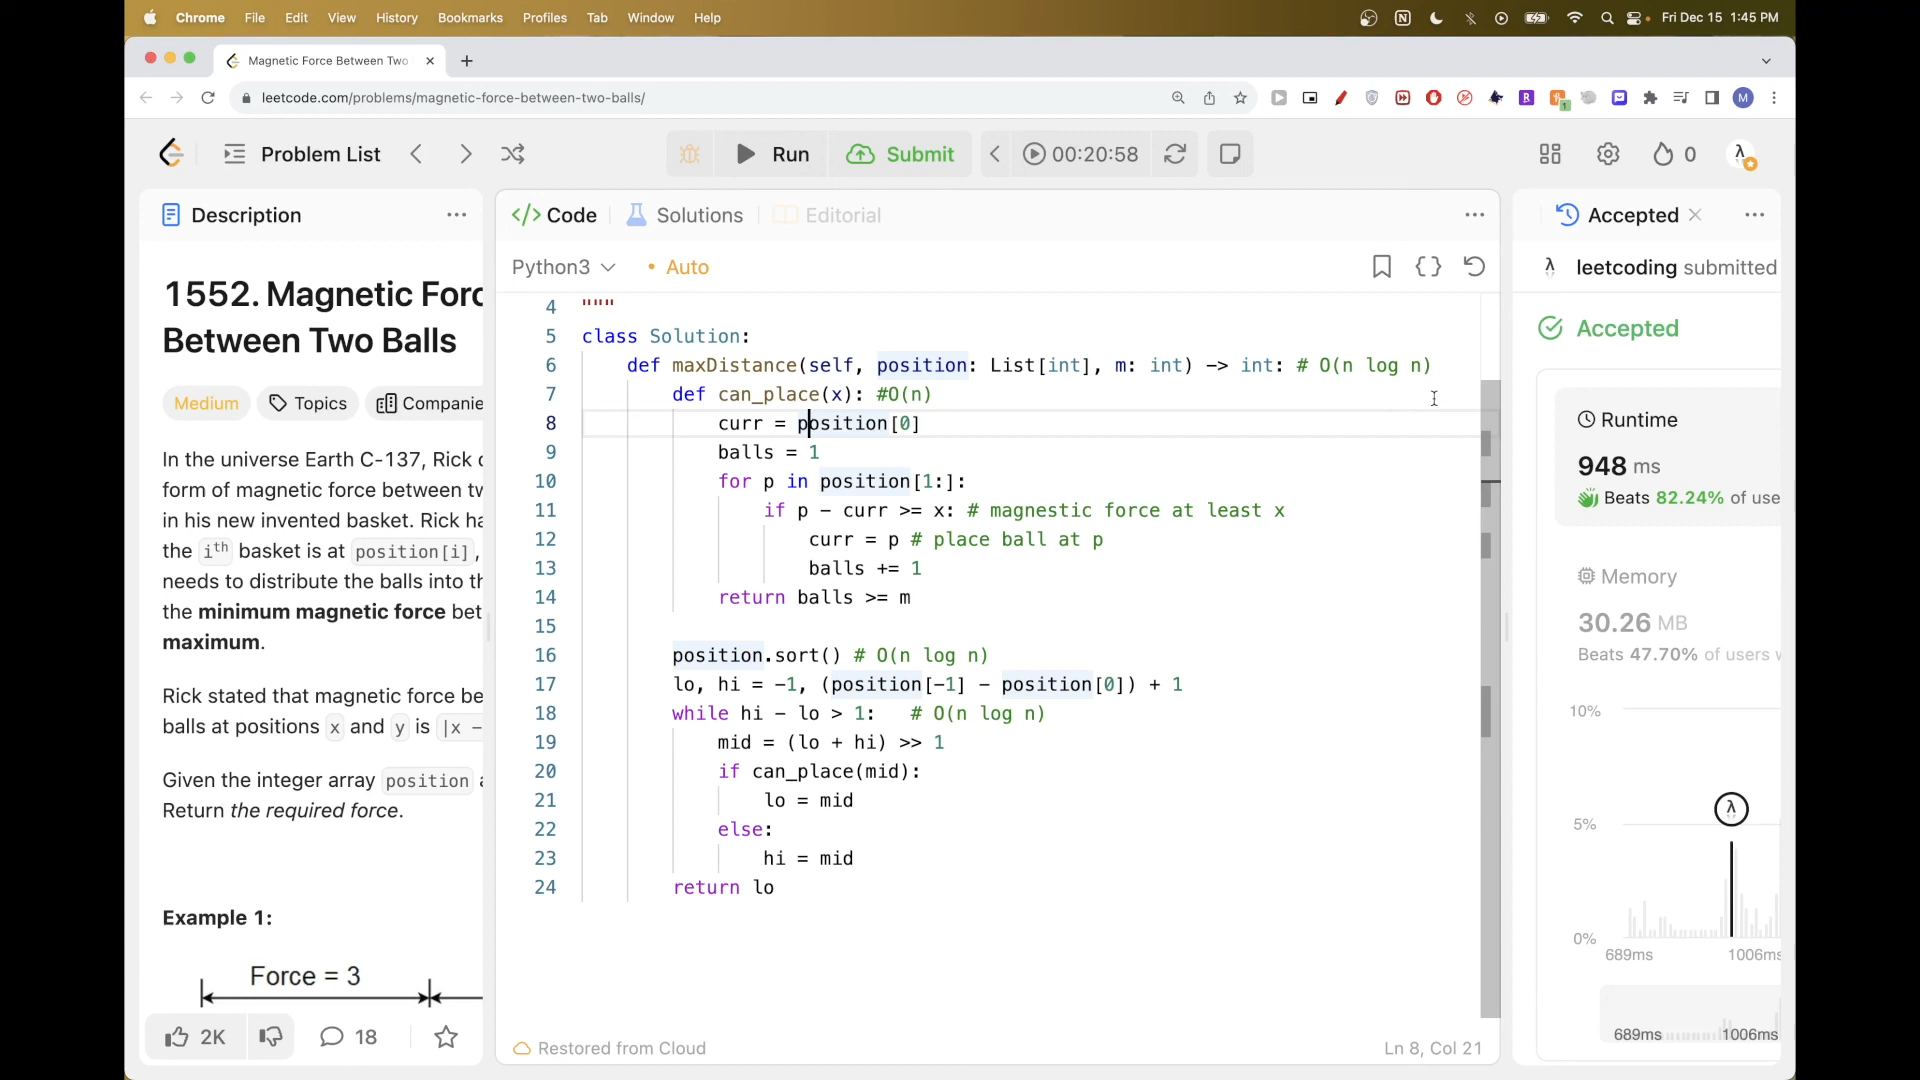 Chrome File Edit View History Bookmarks Profiles Tab Window Help Fri Dec 15 1:45 PM
Magnetic Force Between Two
leetcode.com/problems/magnetic-force-between-two-balls/
Problem List Run Submit 00:20:58 0
Description
1552. Magnetic Forc
Between Two Balls
Medium Topics Companie
In the universe Earth C-137, Rick
form of magnetic force between tw
in his new invented basket. Rick ha
the ith basket is at position[i],
needs to distribute the balls into th
the minimum magnetic force bet
maximum.
Rick stated that magnetic force be
balls at positions x and y is |x -
Given the integer array position
Return the required force.
Example 1:
Force = 3
2K 18
</> Code Solutions Editorial
Python3 • Auto
4 """
5 class Solution:
6 def maxDistance(self, position: List[int], m: int) -> int: # O(n log n)
7 def can_place(x): #O(n)
8 curr = position[0]
9 balls = 1
10 for p in position[1:]:
11 if p - curr >= x: # magnestic force at least x
12 curr = p # place ball at p
13 balls += 1
14 return balls >= m
15
16 position.sort() # O(n log n)
17 lo, hi = -1, (position[-1] - position[0]) + 1
18 while hi - lo > 1: # O(n log n)
19 mid = (lo + hi) >> 1
20 if can_place(mid):
21 lo = mid
22 else:
23 hi = mid
24 return lo
Restored from Cloud Ln 8, Col 21
Accepted
leetcoding submitted
Accepted
Runtime
948 ms
Beats 82.24% of use
Memory
30.26 MB
Beats 47.70% of users w
10%
5%
0%
689ms 1006ms
689ms 1006ms